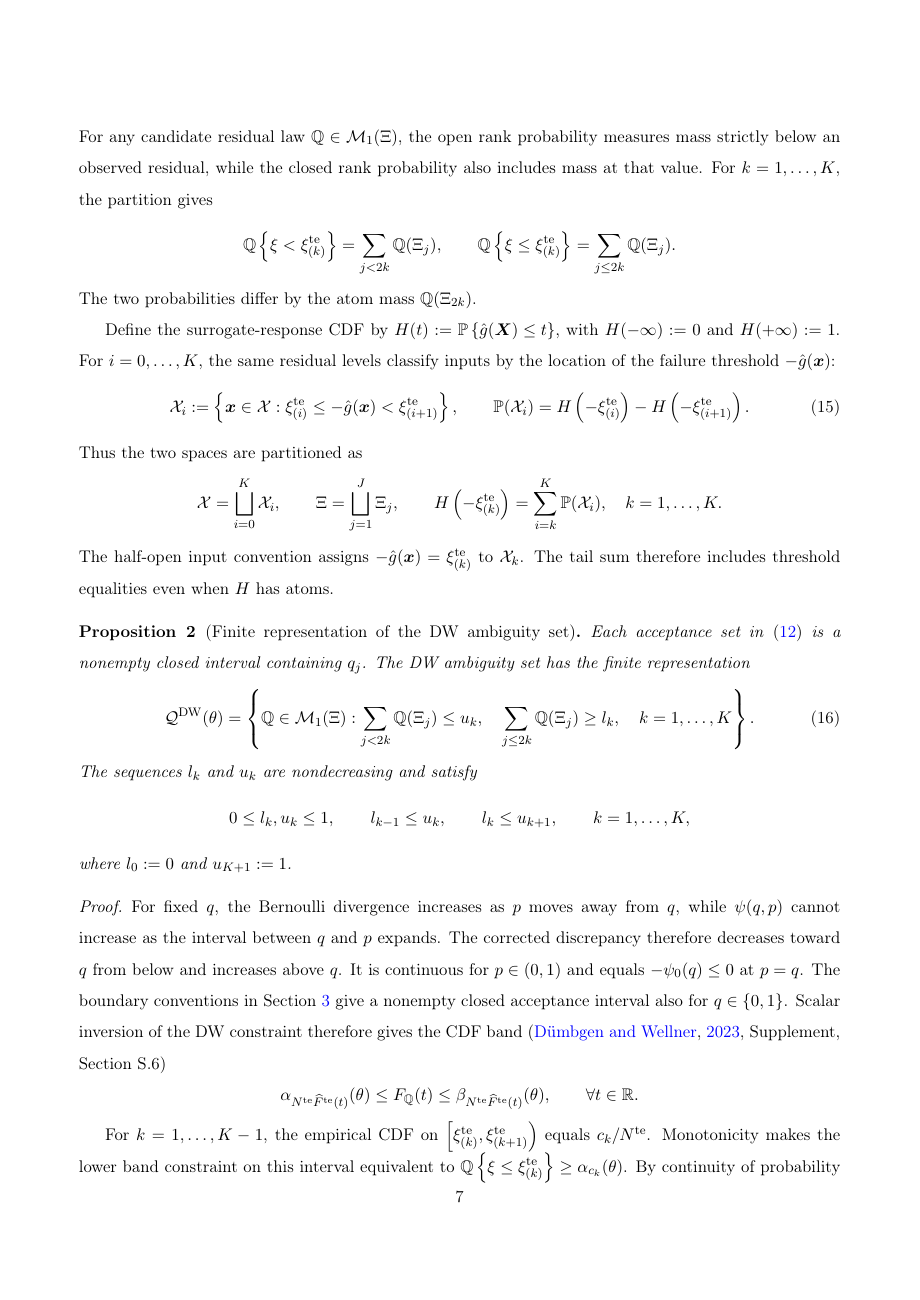 For any candidate residual law ℚ ∈ ℳ₁(Ξ), the open rank probability measures mass strictly below an
observed residual, while the closed rank probability also includes mass at that value. For k = 1, . . . , K,
the partition gives
ℚ {ξ < ξ^te_(k)} = ∑_{j<2k} ℚ(Ξ_j),  ℚ {ξ ≤ ξ^te_(k)} = ∑_{j≤2k} ℚ(Ξ_j).
The two probabilities differ by the atom mass ℚ(Ξ_{2k}).
Define the surrogate-response CDF by H(t) := ℙ {ĝ(X) ≤ t}, with H(−∞) := 0 and H(+∞) := 1.
For i = 0, . . . , K, the same residual levels classify inputs by the location of the failure threshold −ĝ(x):
𝒳_i := {x ∈ 𝒳 : ξ^te_(i) ≤ −ĝ(x) < ξ^te_(i+1)},  ℙ(𝒳_i) = H(−ξ^te_(i)) − H(−ξ^te_(i+1)). (15)
Thus the two spaces are partitioned as
𝒳 = ⨆_{i=0}^{K} 𝒳_i,  Ξ = ⨆_{j=1}^{J} Ξ_j,  H(−ξ^te_(k)) = ∑_{i=k}^{K} ℙ(𝒳_i),  k = 1, . . . , K.
The half-open input convention assigns −ĝ(x) = ξ^te_(k) to 𝒳_k. The tail sum therefore includes threshold
equalities even when H has atoms.
Proposition 2 (Finite representation of the DW ambiguity set). Each acceptance set in (12) is a
nonempty closed interval containing q_j. The DW ambiguity set has the finite representation
𝒬^DW(θ) = {ℚ ∈ ℳ₁(Ξ) : ∑_{j<2k} ℚ(Ξ_j) ≤ u_k,  ∑_{j≤2k} ℚ(Ξ_j) ≥ l_k,  k = 1, . . . , K}. (16)
The sequences l_k and u_k are nondecreasing and satisfy
0 ≤ l_k, u_k ≤ 1,  l_{k−1} ≤ u_k,  l_k ≤ u_{k+1},  k = 1, . . . , K,
where l_0 := 0 and u_{K+1} := 1.
Proof. For fixed q, the Bernoulli divergence increases as p moves away from q, while ψ(q, p) cannot
increase as the interval between q and p expands. The corrected discrepancy therefore decreases toward
q from below and increases above q. It is continuous for p ∈ (0, 1) and equals −ψ_0(q) ≤ 0 at p = q. The
boundary conventions in Section 3 give a nonempty closed acceptance interval also for q ∈ {0, 1}. Scalar
inversion of the DW constraint therefore gives the CDF band (Dümbgen and Wellner, 2023, Supplement,
Section S.6)
α_{N^te F̂^te(t)}(θ) ≤ F_ℚ(t) ≤ β_{N^te F̂^te(t)}(θ),  ∀t ∈ ℝ.
For k = 1, . . . , K − 1, the empirical CDF on [ξ^te_(k), ξ^te_(k+1)) equals c_k/N^te. Monotonicity makes the
lower band constraint on this interval equivalent to ℚ {ξ ≤ ξ^te_(k)} ≥ α_{c_k}(θ). By continuity of probability
7